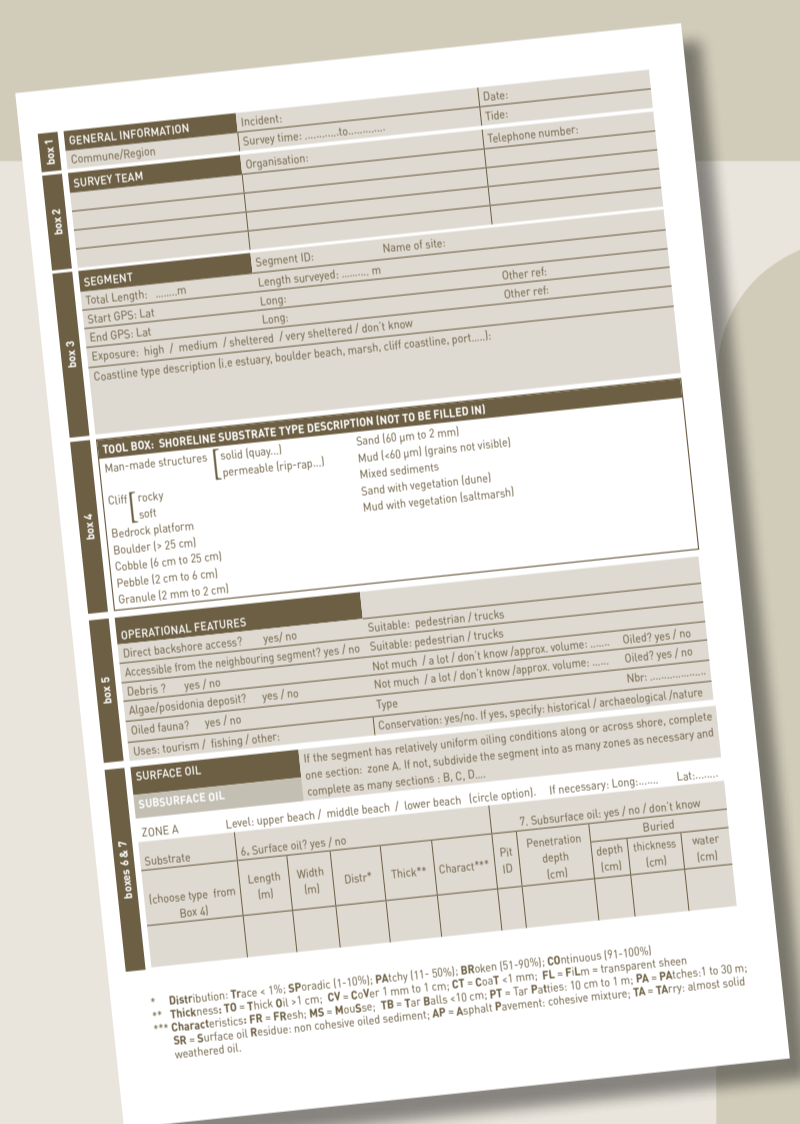 box 1
GENERAL INFORMATION
Incident:
Date:
Commune/Region
Survey time: ............to.............
Tide:
box 2
SURVEY TEAM
Organisation:
Telephone number:
box 3
SEGMENT
Segment ID:
Name of site:
Total Length: ........m
Length surveyed: .......... m
Start GPS: Lat
Long:
Other ref:
End GPS: Lat
Long:
Other ref:
Exposure: high / medium / sheltered / very sheltered / don't know
Coastline type description (i.e estuary, boulder beach, marsh, cliff coastline, port.....):
box 4
TOOL BOX: SHORELINE SUBSTRATE TYPE DESCRIPTION (NOT TO BE FILLED IN)
Man-made structures
solid (quay...)
permeable (rip-rap...)
Cliff
rocky
soft
Bedrock platform
Boulder (> 25 cm)
Cobble (6 cm to 25 cm)
Pebble (2 cm to 6 cm)
Granule (2 mm to 2 cm)
Sand (60 µm to 2 mm)
Mud (<60 µm) (grains not visible)
Mixed sediments
Sand with vegetation (dune)
Mud with vegetation (saltmarsh)
box 5
OPERATIONAL FEATURES
Direct backshore access? yes/ no
Suitable: pedestrian / trucks
Accessible from the neighbouring segment? yes / no
Suitable: pedestrian / trucks
Debris ? yes / no
Not much / a lot / don't know /approx. volume: ....... Oiled? yes / no
Algae/posidonia deposit? yes / no
Not much / a lot / don't know /approx. volume: ...... Oiled? yes / no
Oiled fauna? yes / no
Type
Nbr: ....................
Uses: tourism / fishing / other:
Conservation: yes/no. If yes, specify: historical / archaeological /nature
boxes 6 & 7
SURFACE OIL
SUBSURFACE OIL
If the segment has relatively uniform oiling conditions along or across shore, complete
one section: zone A. If not, subdivide the segment into as many zones as necessary and
complete as many sections : B, C, D....
ZONE A
Level: upper beach / middle beach / lower beach (circle option). If necessary: Long:....... Lat:........
Substrate
6. Surface oil? yes / no
7. Subsurface oil: yes / no / don't know
(choose type from
Box 4)
Length
(m)
Width
(m)
Distr*
Thick**
Charact***
Pit
ID
Penetration
depth
(cm)
Buried
depth
(cm)
thickness
(cm)
water
(cm)
* Distribution: Trace < 1%; SPoradic (1-10%); PAtchy (11- 50%); BRoken (51-90%); COntinuous (91-100%)
** Thickness: TO = Thick Oil >1 cm; CV = CoVer 1 mm to 1 cm; CT = CoaT <1 mm; FL = FiLm = transparent sheen
*** Characteristics: FR = FResh; MS = MouSse; TB = Tar Balls <10 cm; PT = Tar Patties: 10 cm to 1 m; PA = PAtches:1 to 30 m;
SR = Surface oil Residue: non cohesive oiled sediment; AP = Asphalt Pavement: cohesive mixture; TA = TArry: almost solid
weathered oil.